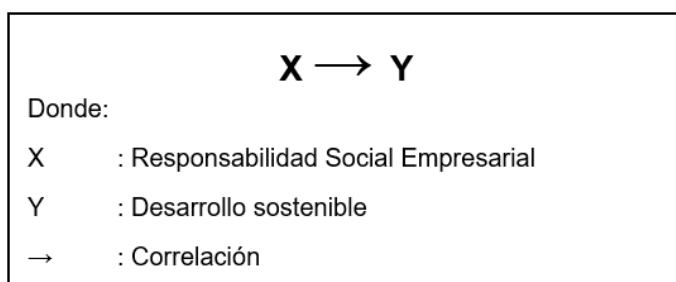 X → Y
Donde:
X : Responsabilidad Social Empresarial
Y : Desarrollo sostenible
→ : Correlación